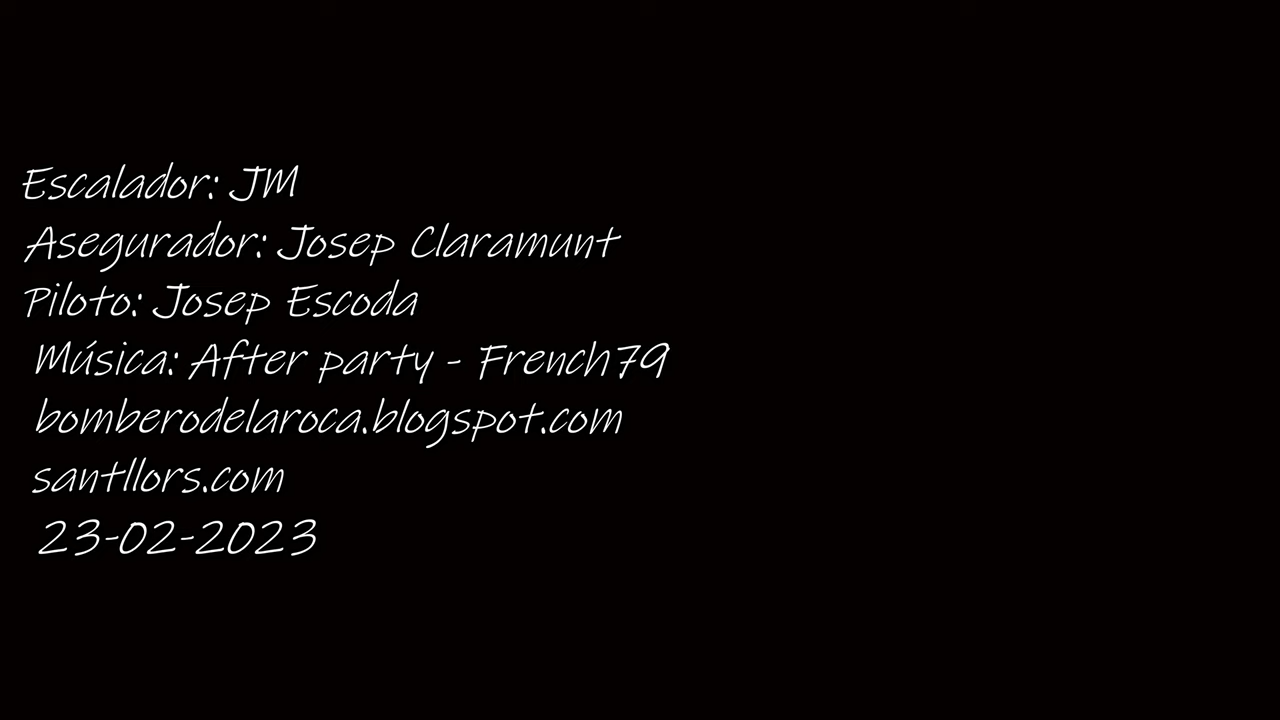 Escalador: JM
Asegurador: Josep Claramunt
Piloto: Josep Escoda
Música: After party - French79
bomberodelaroca.blogspot.com
santllors.com
23-02-2023